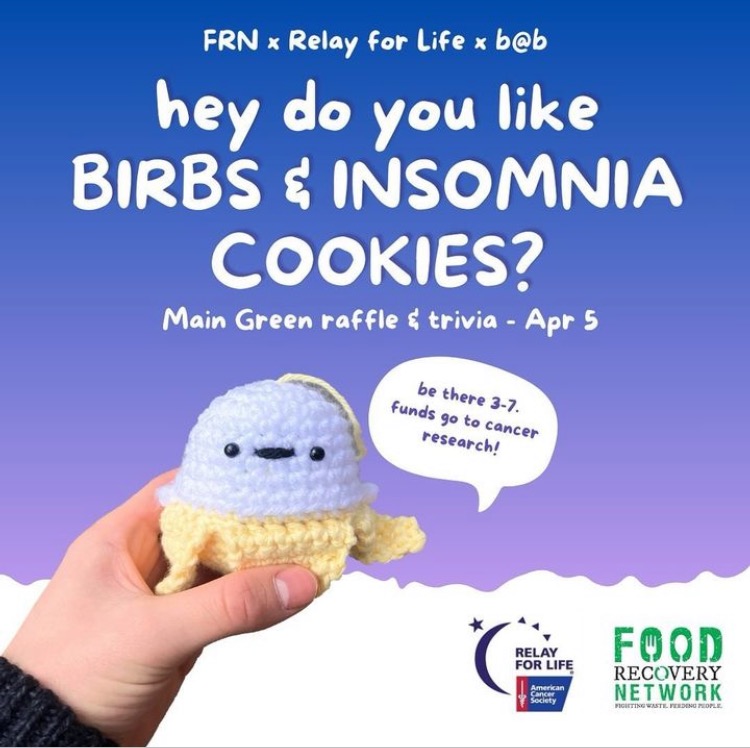 FRN x Relay for Life x b@b
hey do you like
BIRBS & INSOMNIA
COOKIES?
Main Green raffle & trivia - Apr 5
be there 3-7.
funds go to cancer
research!
RELAY
FOR LIFE®
American
Cancer
Society
FOOD
RECOVERY
NETWORK
FIGHTING WASTE. FEEDING PEOPLE.